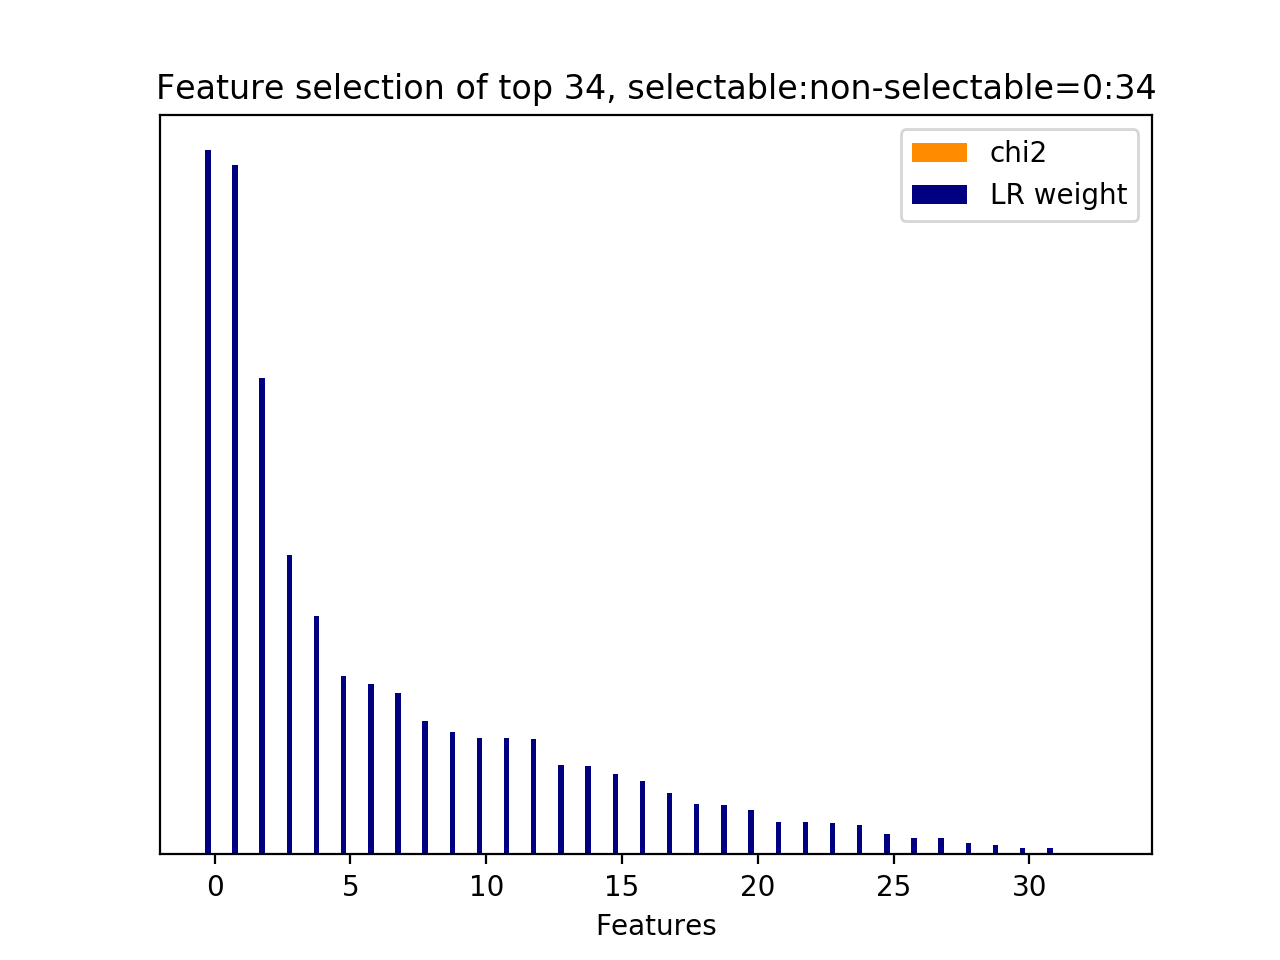 Feature selection of top 34, selectable:non-selectable=0:34
chi2
LR weight
0 5 10 15 20 25 30
Features